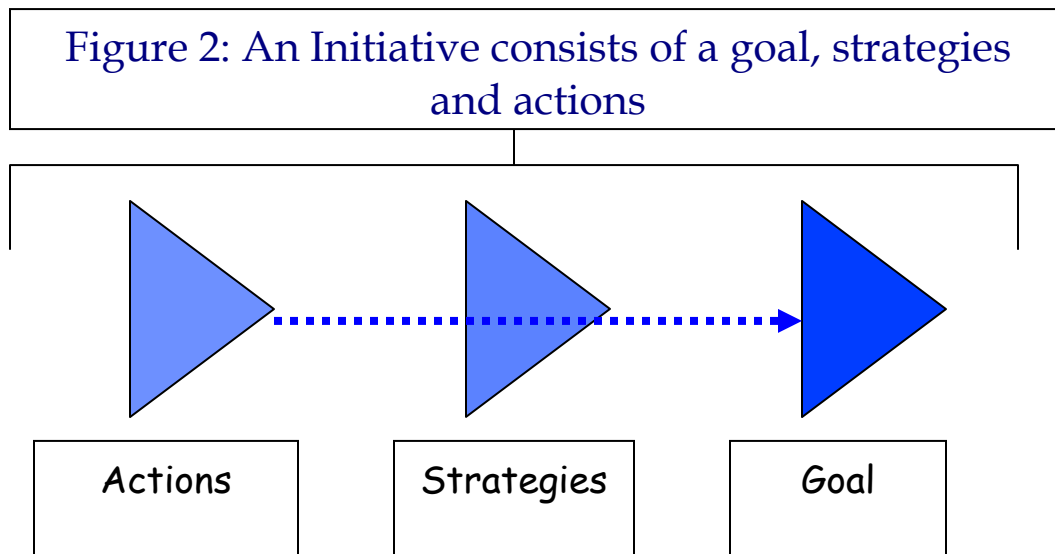 Figure 2: An Initiative consists of a goal, strategies
and actions
Actions
Strategies
Goal